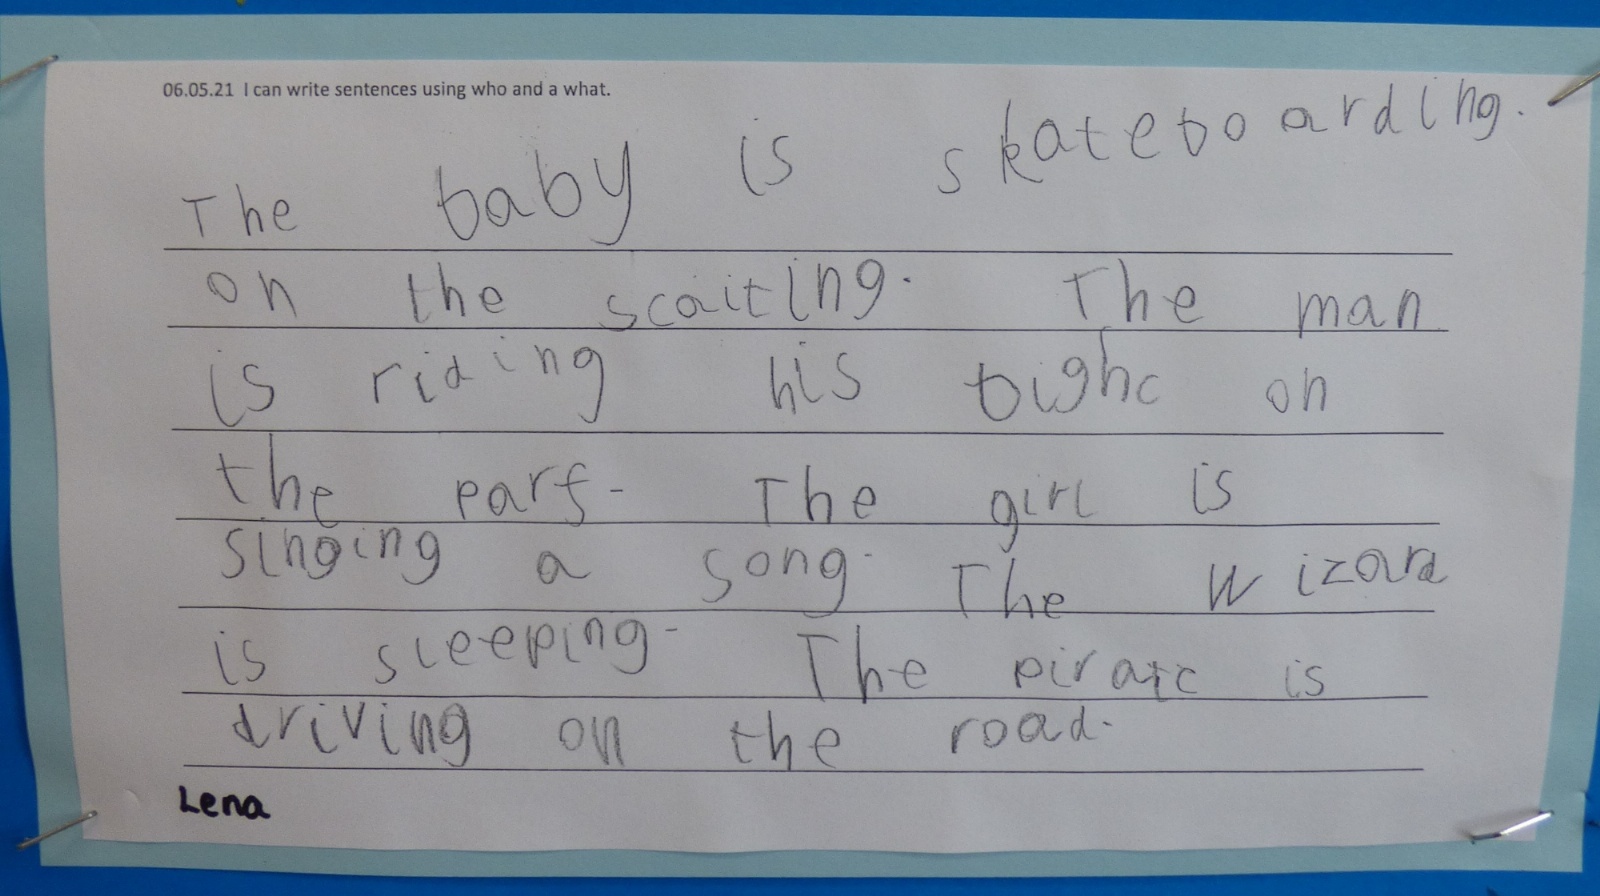 06.05.21 I can write sentences using who and a what.
The baby is skateboarding.
on the scaiting. The man
is riding his bighc on
the parf. The girl is
singing a song. The wizard
is sleeping. The pirate is
driving on the road.
Lena